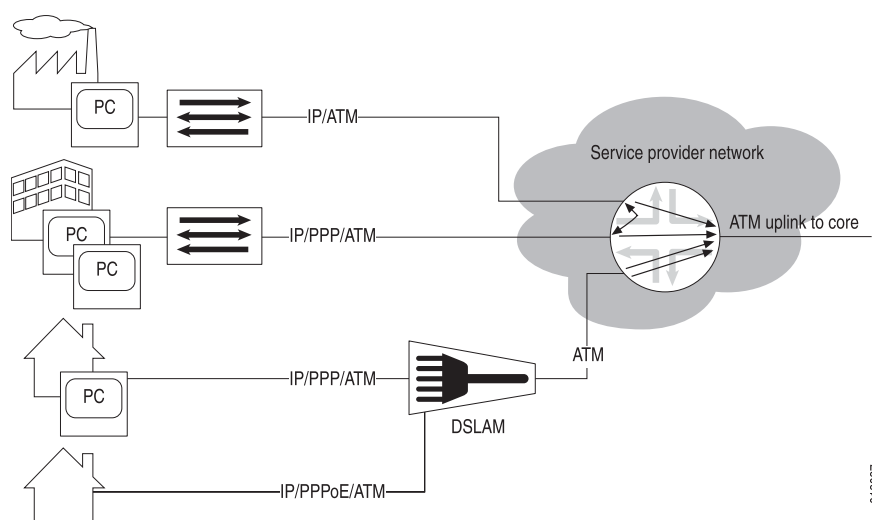 PC
IP/ATM
Service provider network
PC
PC
IP/PPP/ATM
ATM uplink to core
PC
IP/PPP/ATM
ATM
DSLAM
IP/PPPoE/ATM